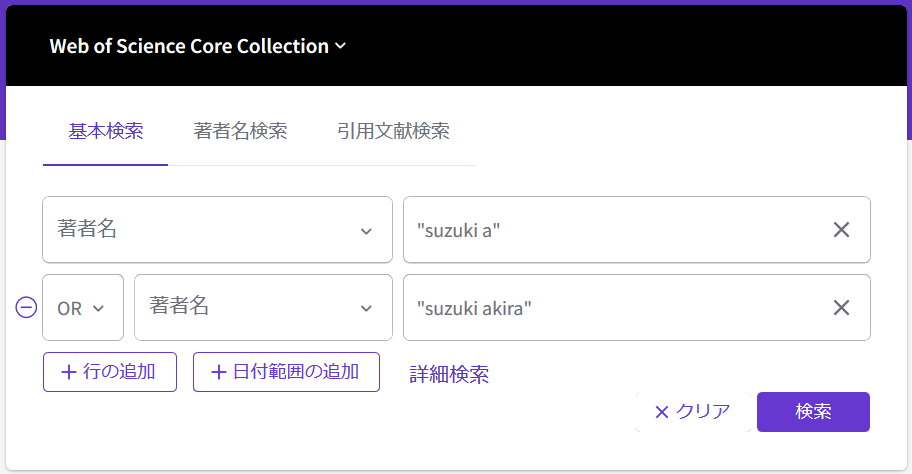 Web of Science Core Collection
基本検索 著者名検索 引用文献検索
著者名 "suzuki a"
OR 著者名 "suzuki akira"
+ 行の追加 + 日付範囲の追加 詳細検索
× クリア 検索